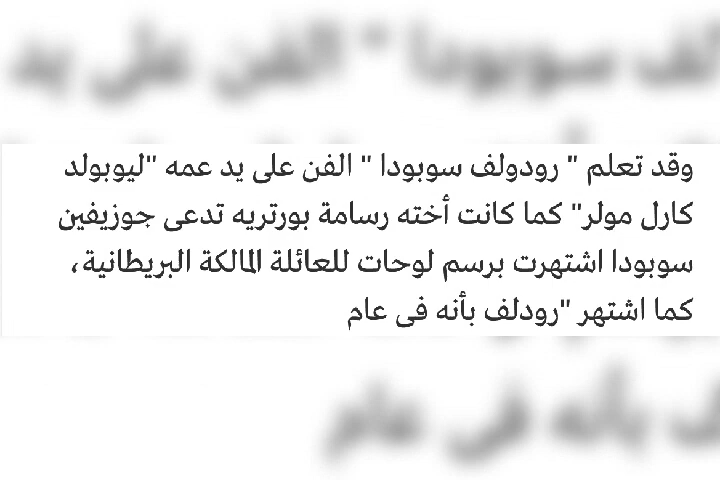 وقد تعلم " رودولف سوبودا " الفن على يد عمه "ليوبولد
كارل مولر" كما كانت أخته رسامة بورتريه تدعى جوزيفين
سوبودا اشتهرت برسم لوحات للعائلة المالكة البريطانية،
كما اشتهر "رودلف بأنه فى عام